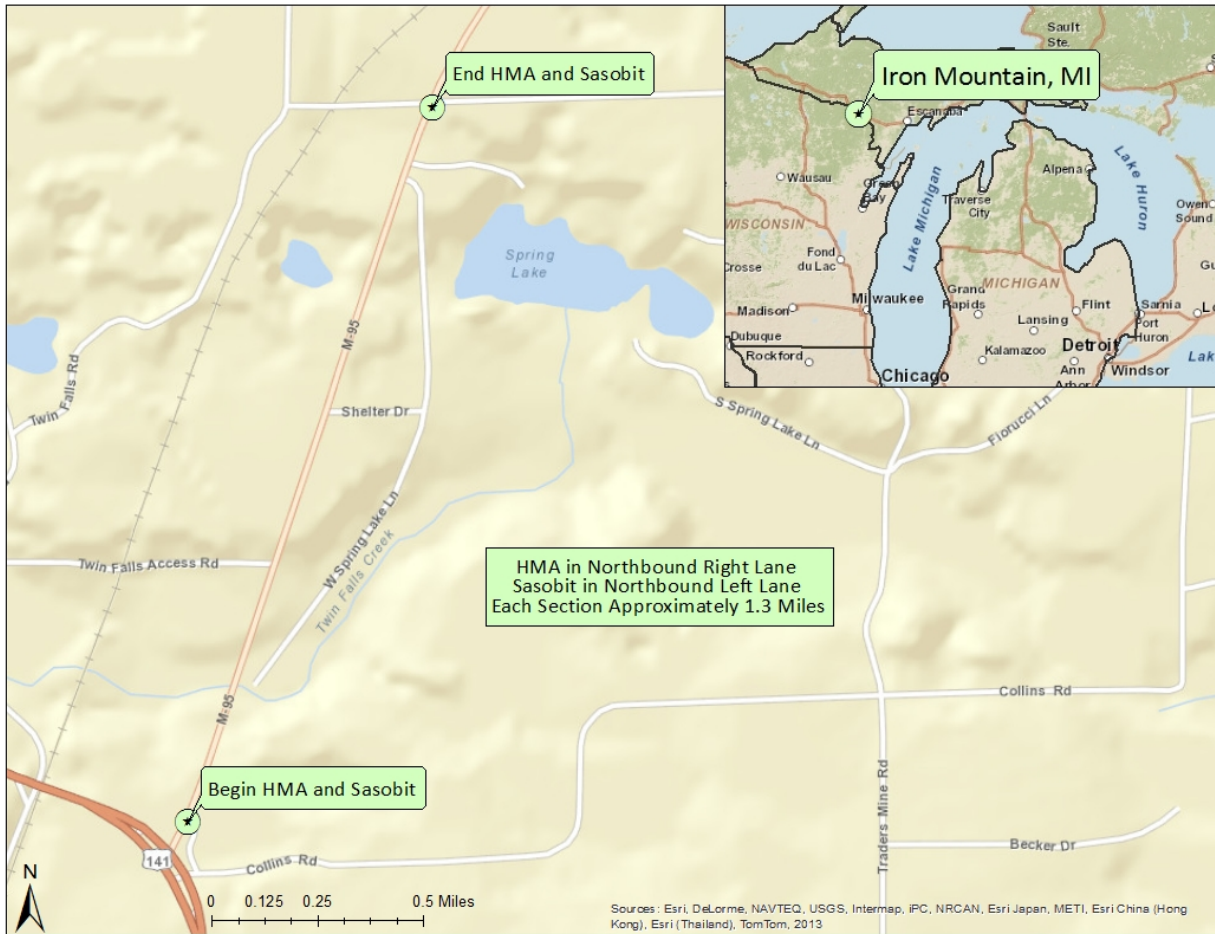 End HMA and Sasobit
Iron Mountain, MI
Sault
Ste.
Escanaba
Wausau
Green
Bay
Alpena
Traverse
City
Owen
Sound
Lake Michigan
Lake Huron
WISCONSIN
Fond
du Lac
Crosse
Grand
Rapids
MICHIGAN
Madison
Milwaukee
Flint
Sarnia
Lansing
Port
Huron
Dubuque
Rockford
Kalamazoo
Detroit
Ann
Arbor
Windsor
Chicago
Spring
Lake
M-95
Twin Falls Rd
Shelter Dr
S Spring Lake Ln
Fiorucci Ln
W Spring Lake Ln
Twin Falls Creek
Twin Falls Access Rd
HMA in Northbound Right Lane
Sasobit in Northbound Left Lane
Each Section Approximately 1.3 Miles
M-95
Collins Rd
Begin HMA and Sasobit
Traders Mine Rd
141
Collins Rd
Becker Dr
N
0 0.125 0.25 0.5 Miles
Sources: Esri, DeLorme, NAVTEQ, USGS, Intermap, iPC, NRCAN, Esri Japan, METI, Esri China (Hong
Kong), Esri (Thailand), TomTom, 2013